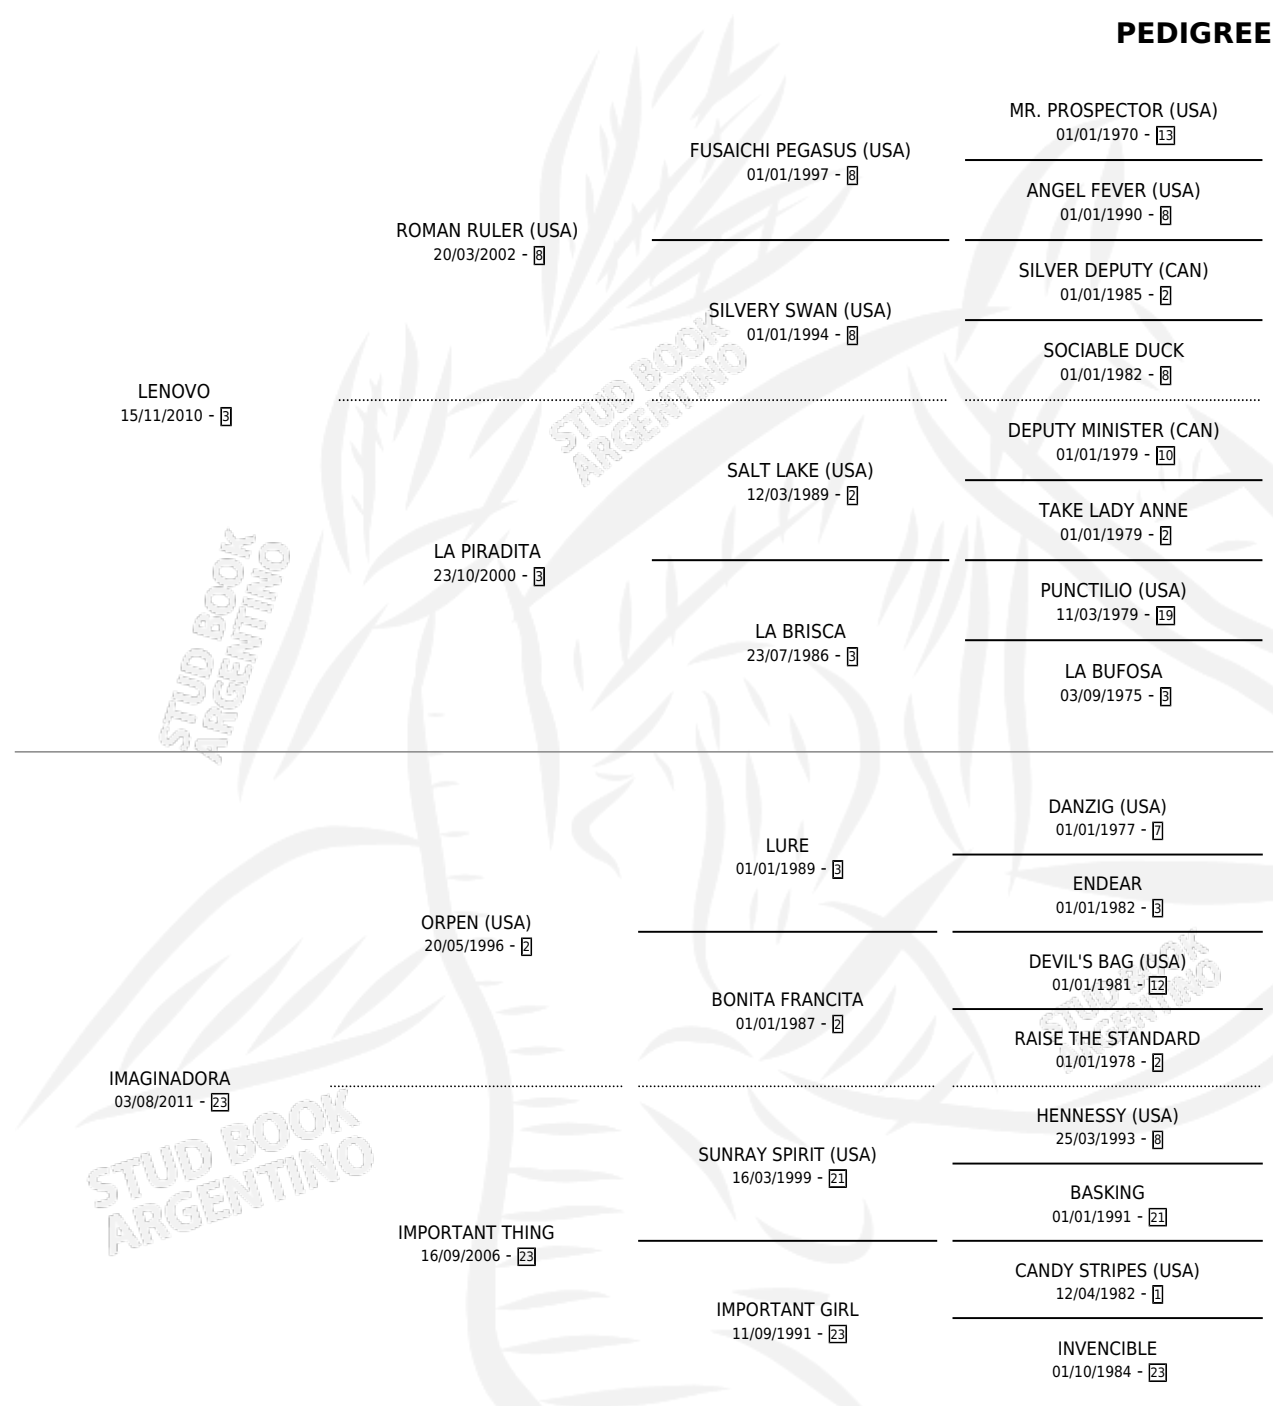 PEDIGREE
MR. PROSPECTOR (USA)
01/01/1970 - 13
FUSAICHI PEGASUS (USA)
01/01/1997 - 8
ANGEL FEVER (USA)
01/01/1990 - 8
ROMAN RULER (USA)
20/03/2002 - 8
SILVER DEPUTY (CAN)
01/01/1985 - 2
SILVERY SWAN (USA)
01/01/1994 - 8
SOCIABLE DUCK
01/01/1982 - 8
LENOVO
15/11/2010 - 3
DEPUTY MINISTER (CAN)
01/01/1979 - 10
SALT LAKE (USA)
12/03/1989 - 2
TAKE LADY ANNE
01/01/1979 - 2
LA PIRADITA
23/10/2000 - 3
PUNCTILIO (USA)
11/03/1979 - 19
LA BRISCA
23/07/1986 - 3
LA BUFOSA
03/09/1975 - 3
DANZIG (USA)
01/01/1977 - 7
LURE
01/01/1989 - 3
ENDEAR
01/01/1982 - 3
ORPEN (USA)
20/05/1996 - 2
DEVIL'S BAG (USA)
01/01/1981 - 12
BONITA FRANCITA
01/01/1987 - 2
RAISE THE STANDARD
01/01/1978 - 2
IMAGINADORA
03/08/2011 - 23
HENNESSY (USA)
25/03/1993 - 8
SUNRAY SPIRIT (USA)
16/03/1999 - 21
BASKING
01/01/1991 - 21
IMPORTANT THING
16/09/2006 - 23
CANDY STRIPES (USA)
12/04/1982 - 1
IMPORTANT GIRL
11/09/1991 - 23
INVENCIBLE
01/10/1984 - 23
STUD BOOK
ARGENTINO
STUD BOOK
ARGENTINO
STUD BOOK
ARGENTINO
STUD BOOK
ARGENTINO